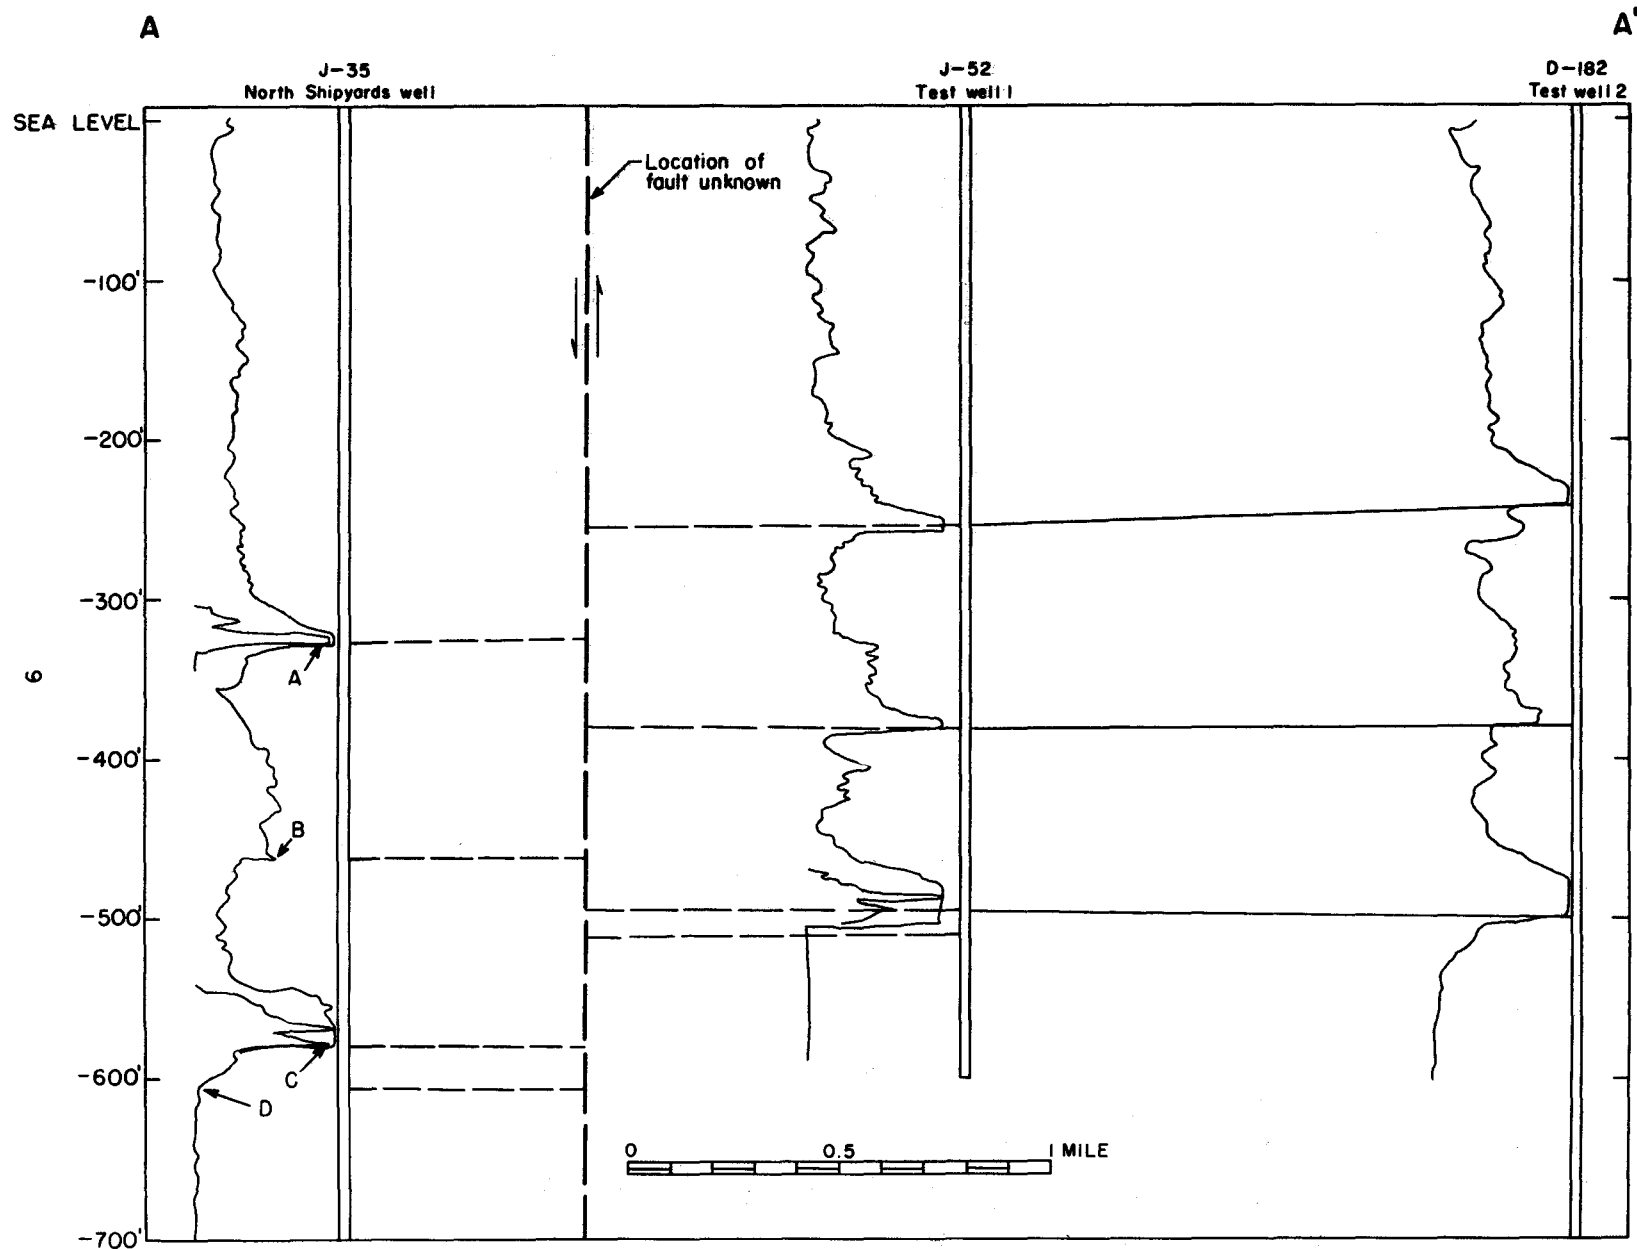 A
A'
J-35
North Shipyards well
J-52
Test well 1
D-182
Test well 2
SEA LEVEL
Location of
fault unknown
-100'
-200'
-300'
A
9
-400'
B
-500'
-600'
C
D
0 0.5 1 MILE
-700'